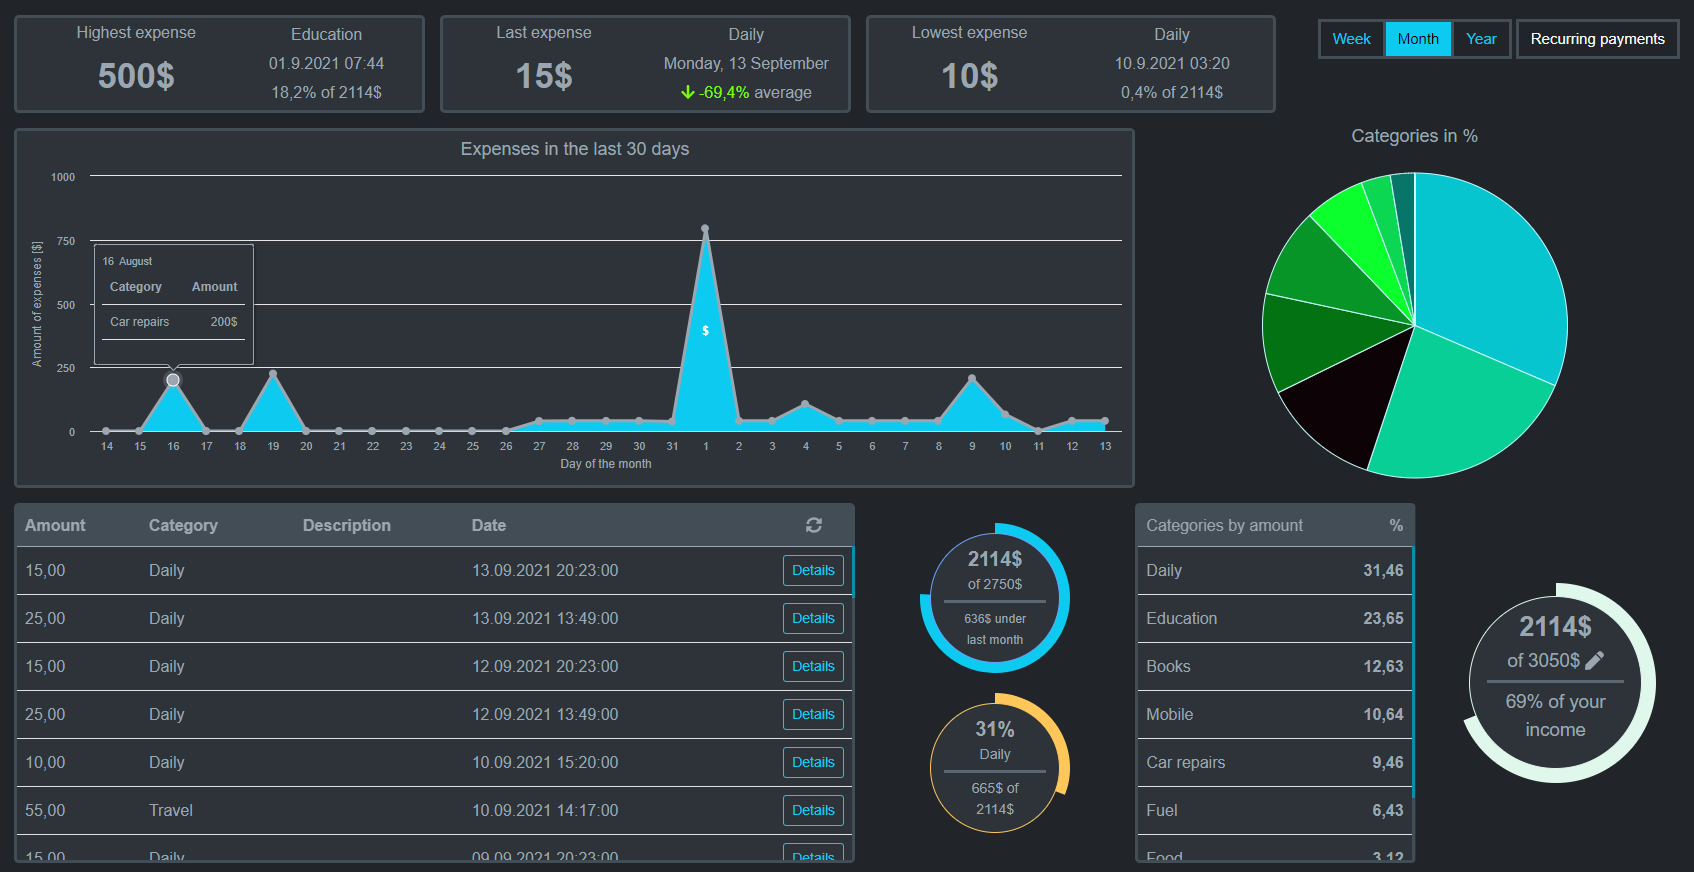 Highest expense
500$
Education
01.9.2021 07:44
18,2% of 2114$
Last expense
15$
Daily
Monday, 13 September
-69,4% average
Lowest expense
10$
Daily
10.9.2021 03:20
0,4% of 2114$
Week Month Year Recurring payments
Expenses in the last 30 days
Amount of expenses [$]
1000
750
500
250
0
16 August
Category Amount
Car repairs 200$
$
14 15 16 17 18 19 20 21 22 23 24 25 26 27 28 29 30 31 1 2 3 4 5 6 7 8 9 10 11 12 13
Day of the month
Categories in %
Amount Category Description Date
15,00 Daily 13.09.2021 20:23:00 Details
25,00 Daily 13.09.2021 13:49:00 Details
15,00 Daily 12.09.2021 20:23:00 Details
25,00 Daily 12.09.2021 13:49:00 Details
10,00 Daily 10.09.2021 15:20:00 Details
55,00 Travel 10.09.2021 14:17:00 Details
15,00 Daily 09.09.2021 20:23:00 Details
2114$
of 2750$
636$ under
last month
31%
Daily
665$ of
2114$
Categories by amount %
Daily 31,46
Education 23,65
Books 12,63
Mobile 10,64
Car repairs 9,46
Fuel 6,43
Food 3,12
2114$
of 3050$
69% of your
income